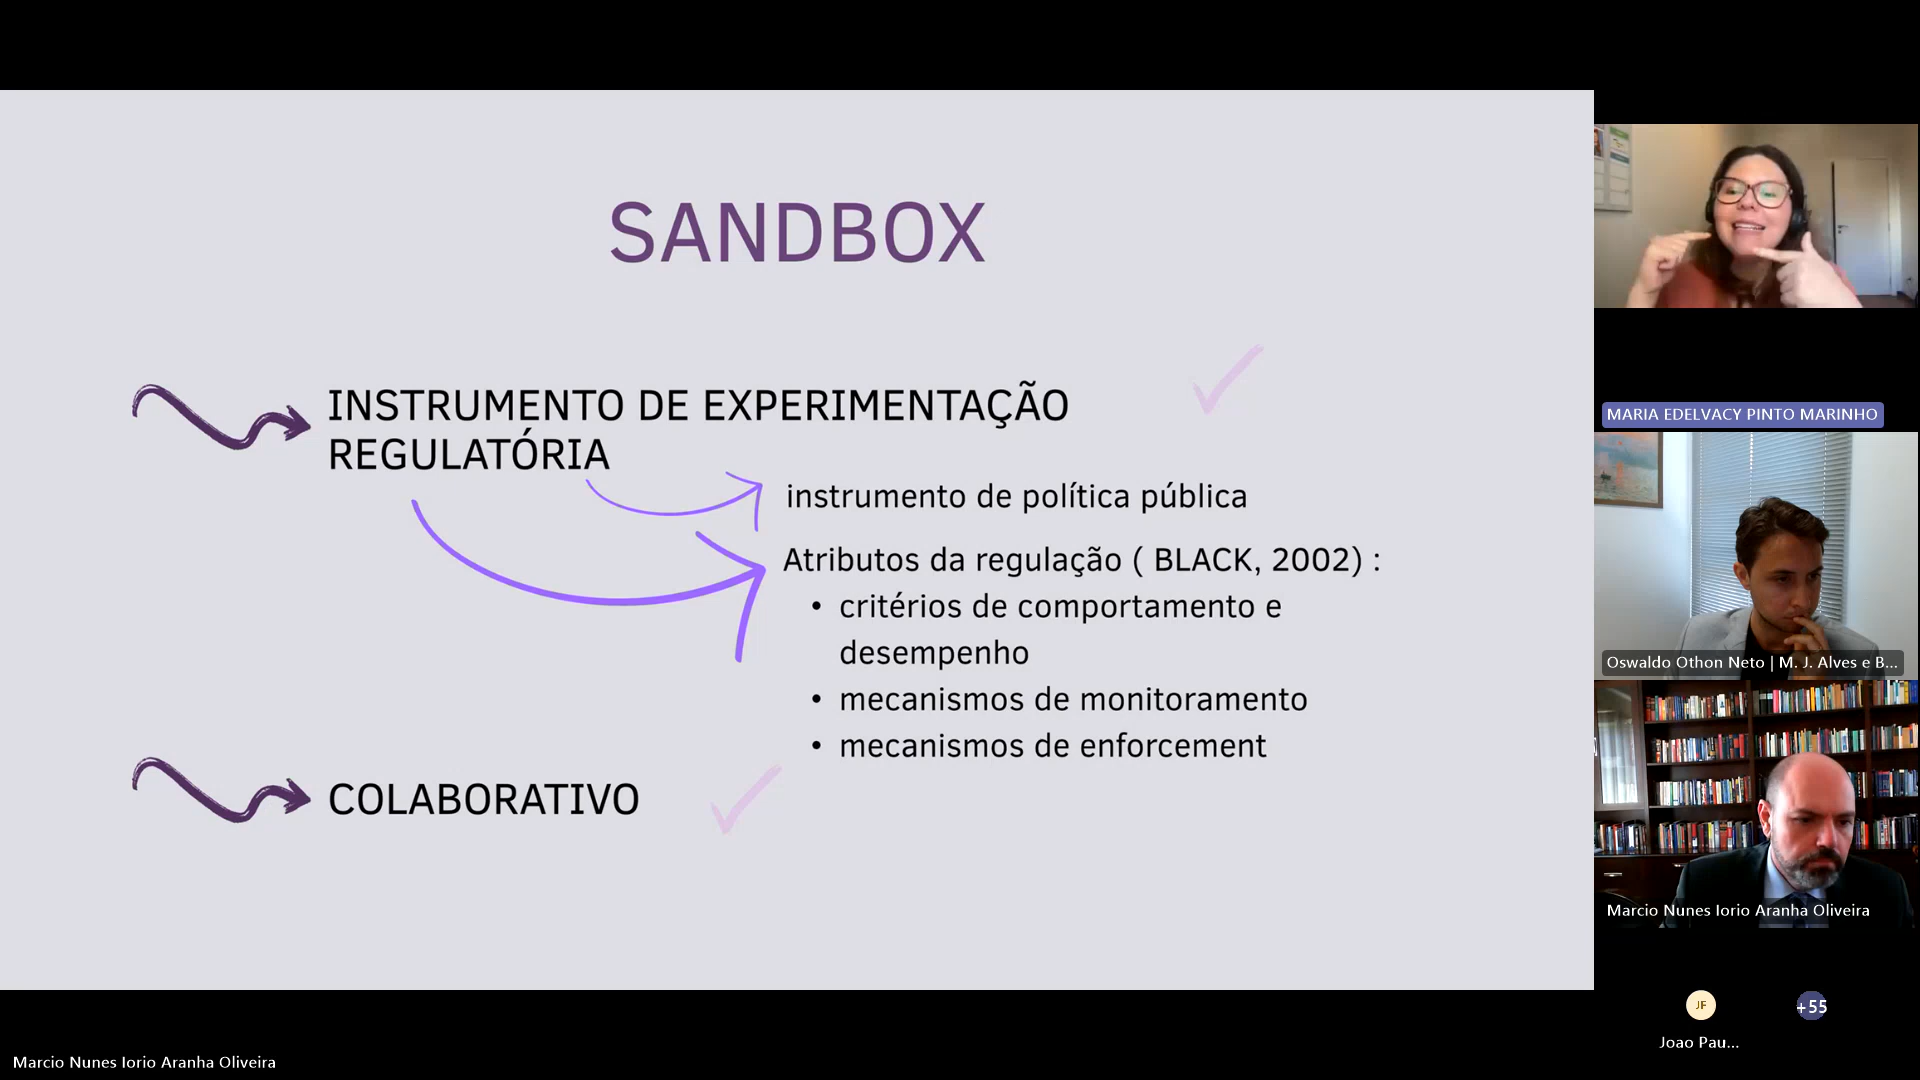 SANDBOX
INSTRUMENTO DE EXPERIMENTAÇÃO
REGULATÓRIA
instrumento de política pública
Atributos da regulação ( BLACK, 2002) :
• critérios de comportamento e
desempenho
• mecanismos de monitoramento
• mecanismos de enforcement
COLABORATIVO
MARIA EDELVACY PINTO MARINHO
Oswaldo Othon Neto | M. J. Alves e B...
Marcio Nunes Iorio Aranha Oliveira
JF
+55
Joao Pau...
Marcio Nunes Iorio Aranha Oliveira